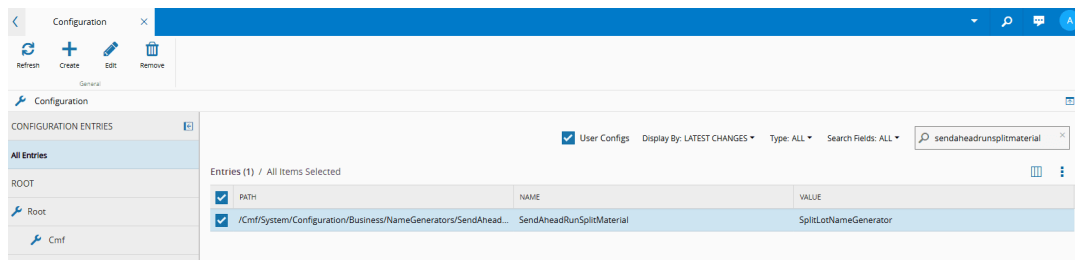 Configuration
A
Refresh Create Edit Remove
General
Configuration
CONFIGURATION ENTRIES
User Configs Display By: LATEST CHANGES Type: ALL Search Fields: ALL sendaheadrunsplitmaterial
All Entries
Entries (1) / All Items Selected
ROOT
PATH NAME VALUE
Root
/Cmf/System/Configuration/Business/NameGenerators/SendAhead... SendAheadRunSplitMaterial SplitLotNameGenerator
Cmf